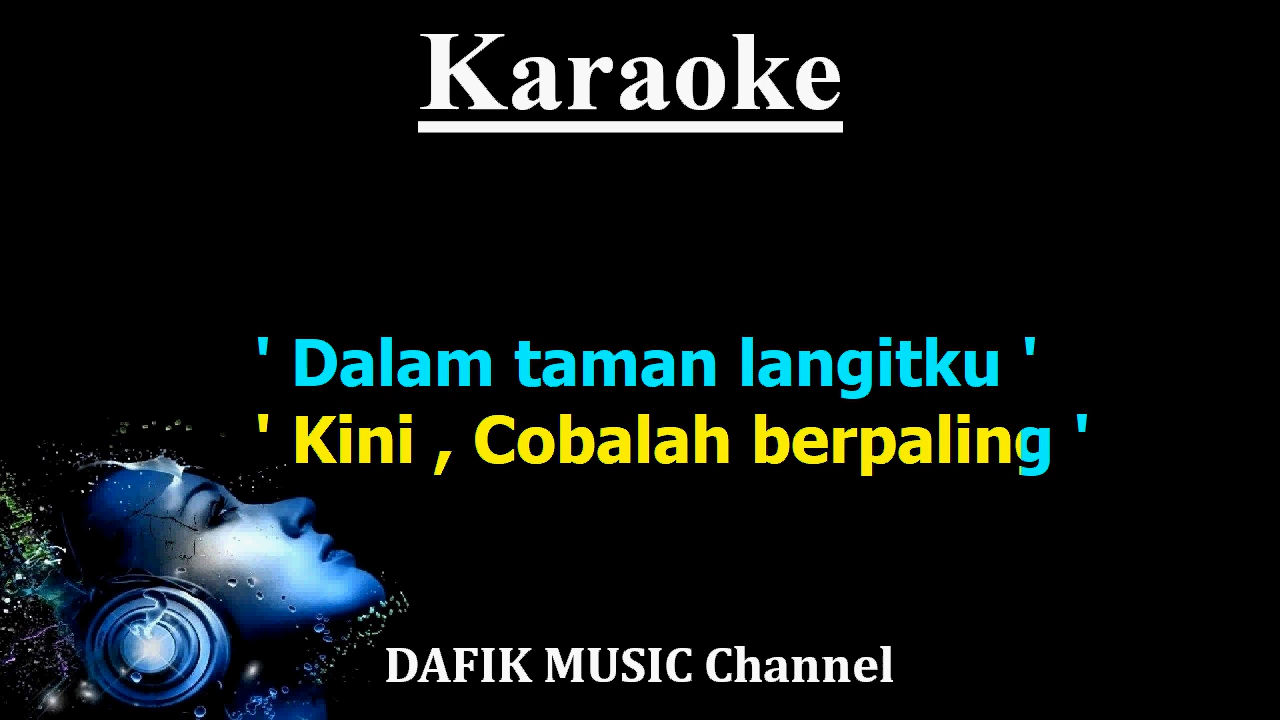 Karaoke
' Dalam taman langitku '
' Kini , Cobalah berpaling '
DAFIK MUSIC Channel